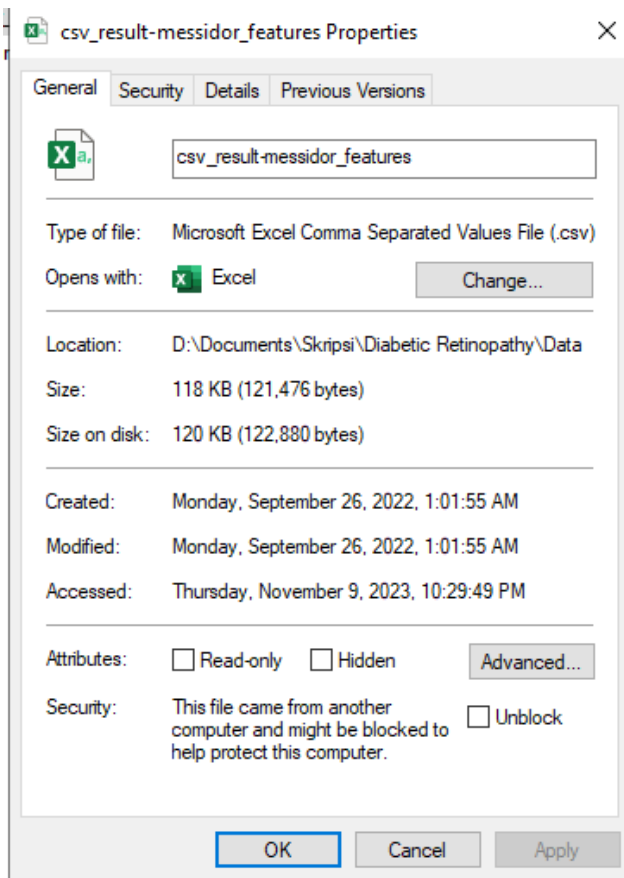 csv_result-messidor_features Properties
General Security Details Previous Versions
csv_result-messidor_features
Type of file: Microsoft Excel Comma Separated Values File (.csv)
Opens with: Excel Change...
Location: D:\Documents\Skripsi\Diabetic Retinopathy\Data
Size: 118 KB (121,476 bytes)
Size on disk: 120 KB (122,880 bytes)
Created: Monday, September 26, 2022, 1:01:55 AM
Modified: Monday, September 26, 2022, 1:01:55 AM
Accessed: Thursday, November 9, 2023, 10:29:49 PM
Attributes: Read-only Hidden Advanced...
Security: This file came from another
computer and might be blocked to Unblock
help protect this computer.
OK Cancel Apply